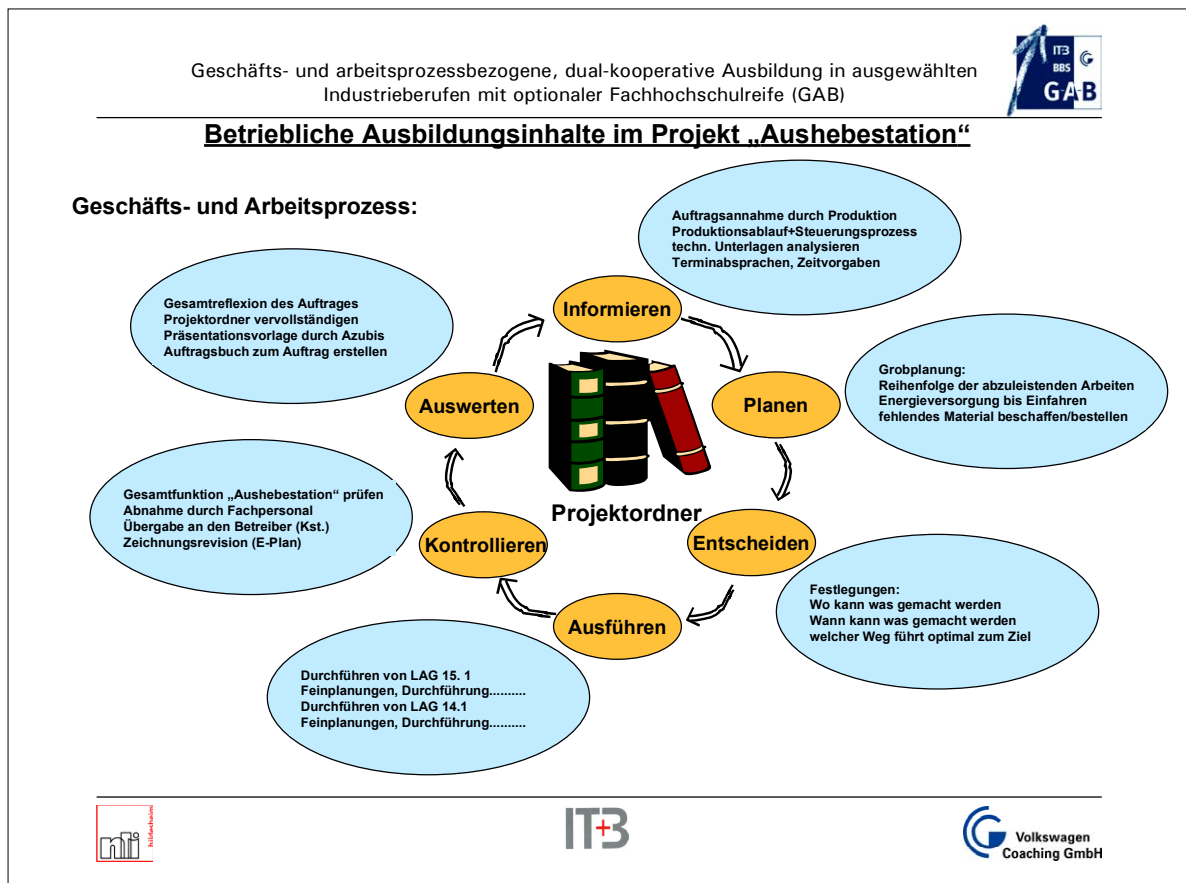 Geschäfts- und arbeitsprozessbezogene, dual-kooperative Ausbildung in ausgewählten
Industrieberufen mit optionaler Fachhochschulreife (GAB)
IT3
BBS
G·A·B
Betriebliche Ausbildungsinhalte im Projekt „Aushebestation“
Geschäfts- und Arbeitsprozess:
Auftragsannahme durch Produktion
Produktionsablauf+Steuerungsprozess
techn. Unterlagen analysieren
Terminabsprachen, Zeitvorgaben
Informieren
Gesamtreflexion des Auftrages
Projektordner vervollständigen
Präsentationsvorlage durch Azubis
Auftragsbuch zum Auftrag erstellen
Grobplanung:
Reihenfolge der abzuleistenden Arbeiten
Energieversorgung bis Einfahren
fehlendes Material beschaffen/bestellen
Auswerten
Planen
Gesamtfunktion „Aushebestation“ prüfen
Abnahme durch Fachpersonal
Übergabe an den Betreiber (Kst.)
Zeichnungsrevision (E-Plan)
Projektordner
Kontrollieren
Entscheiden
Festlegungen:
Wo kann was gemacht werden
Wann kann was gemacht werden
welcher Weg führt optimal zum Ziel
Ausführen
Durchführen von LAG 15. 1
Feinplanungen, Durchführung..........
Durchführen von LAG 14.1
Feinplanungen, Durchführung..........
nli
hildesheim
IT+B
Volkswagen
Coaching GmbH